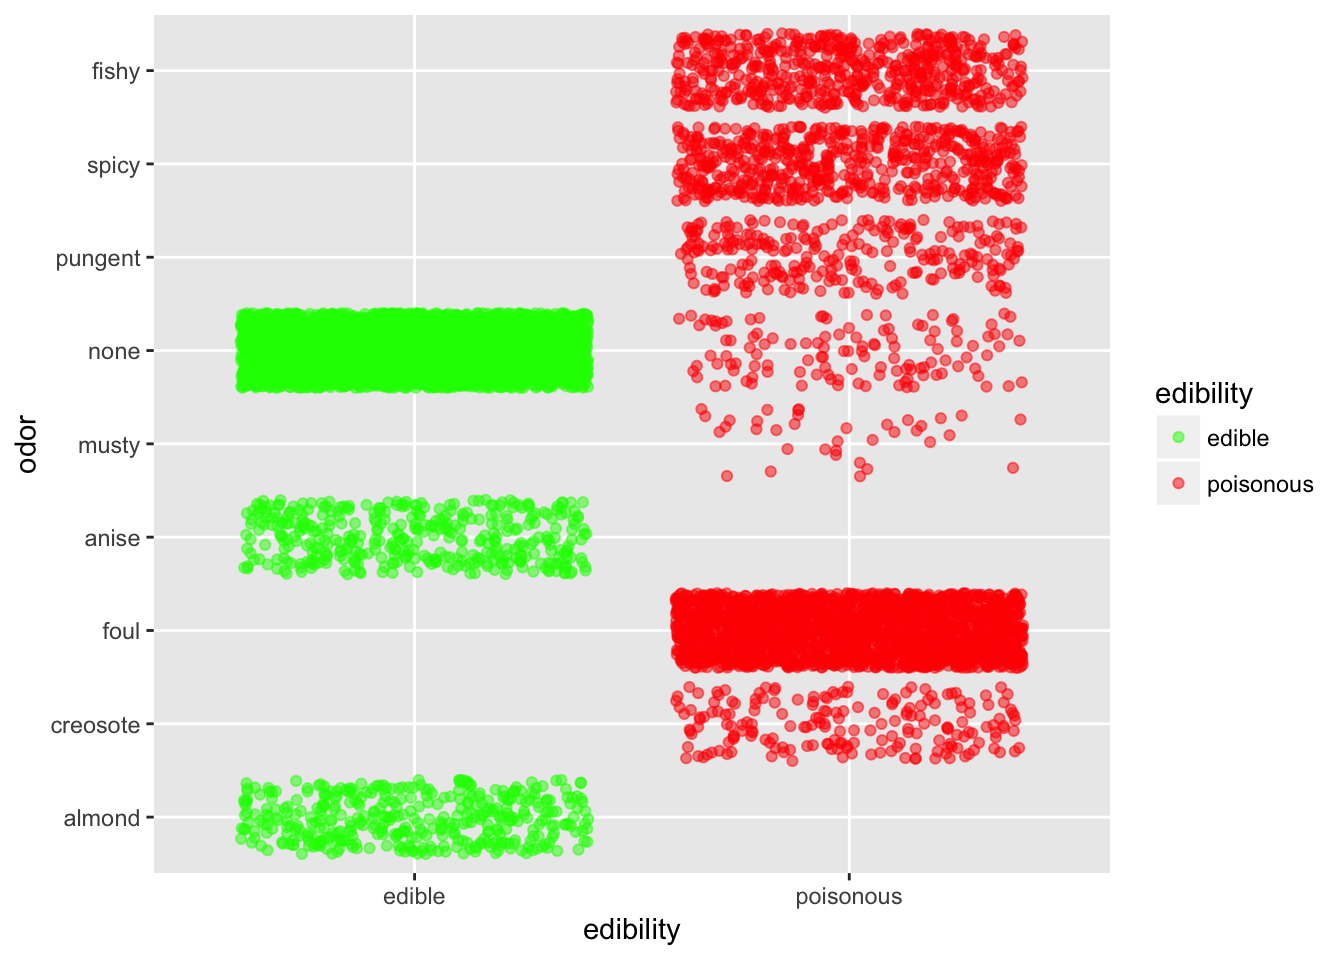 fishy
spicy
pungent
none
musty
anise
foul
creosote
almond
odor
edible
poisonous
edibility
edibility
edible
poisonous